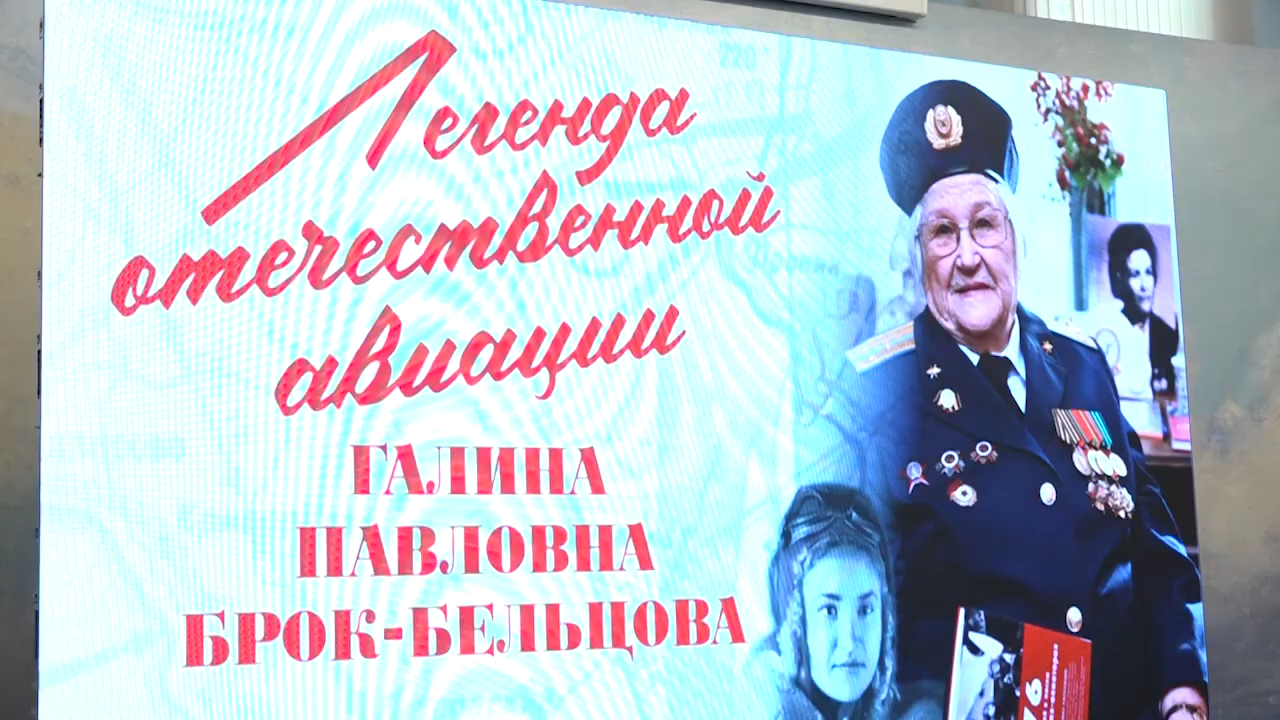 Легенда
отечественной
авиации
ГАЛИНА
ПАВЛОВНА
БРОК-БЕЛЬЦОВА